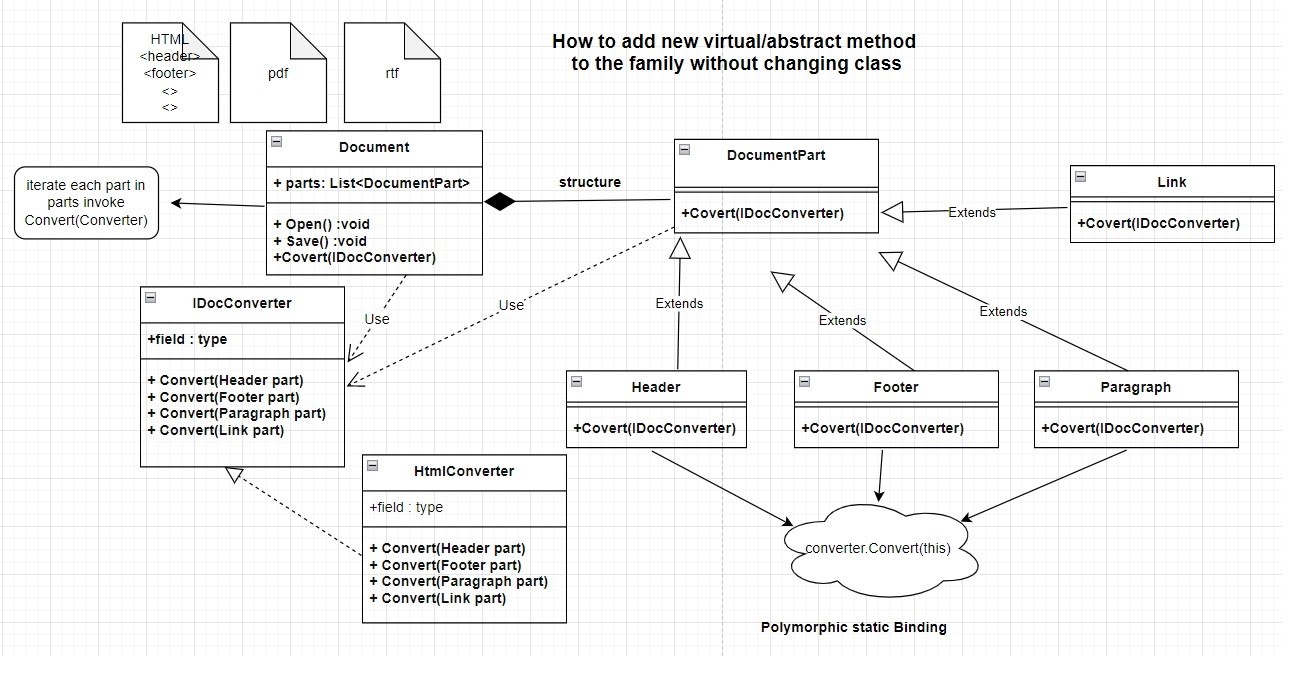 HTML
<header>
<footer>
<>
<>
pdf
rtf
How to add new virtual/abstract method
to the family without changing class
Document
+ parts: List<DocumentPart>
+ Open() :void
+ Save() :void
+Covert(IDocConverter)
iterate each part in
parts invoke
Convert(Converter)
structure
DocumentPart
+Covert(IDocConverter)
Extends
Link
+Covert(IDocConverter)
IDocConverter
+field : type
+ Convert(Header part)
+ Convert(Footer part)
+ Convert(Paragraph part)
+ Convert(Link part)
Use
Use
Extends
Extends
Extends
Header
+Covert(IDocConverter)
Footer
+Covert(IDocConverter)
Paragraph
+Covert(IDocConverter)
HtmlConverter
+field : type
+ Convert(Header part)
+ Convert(Footer part)
+ Convert(Paragraph part)
+ Convert(Link part)
converter.Convert(this)
Polymorphic static Binding